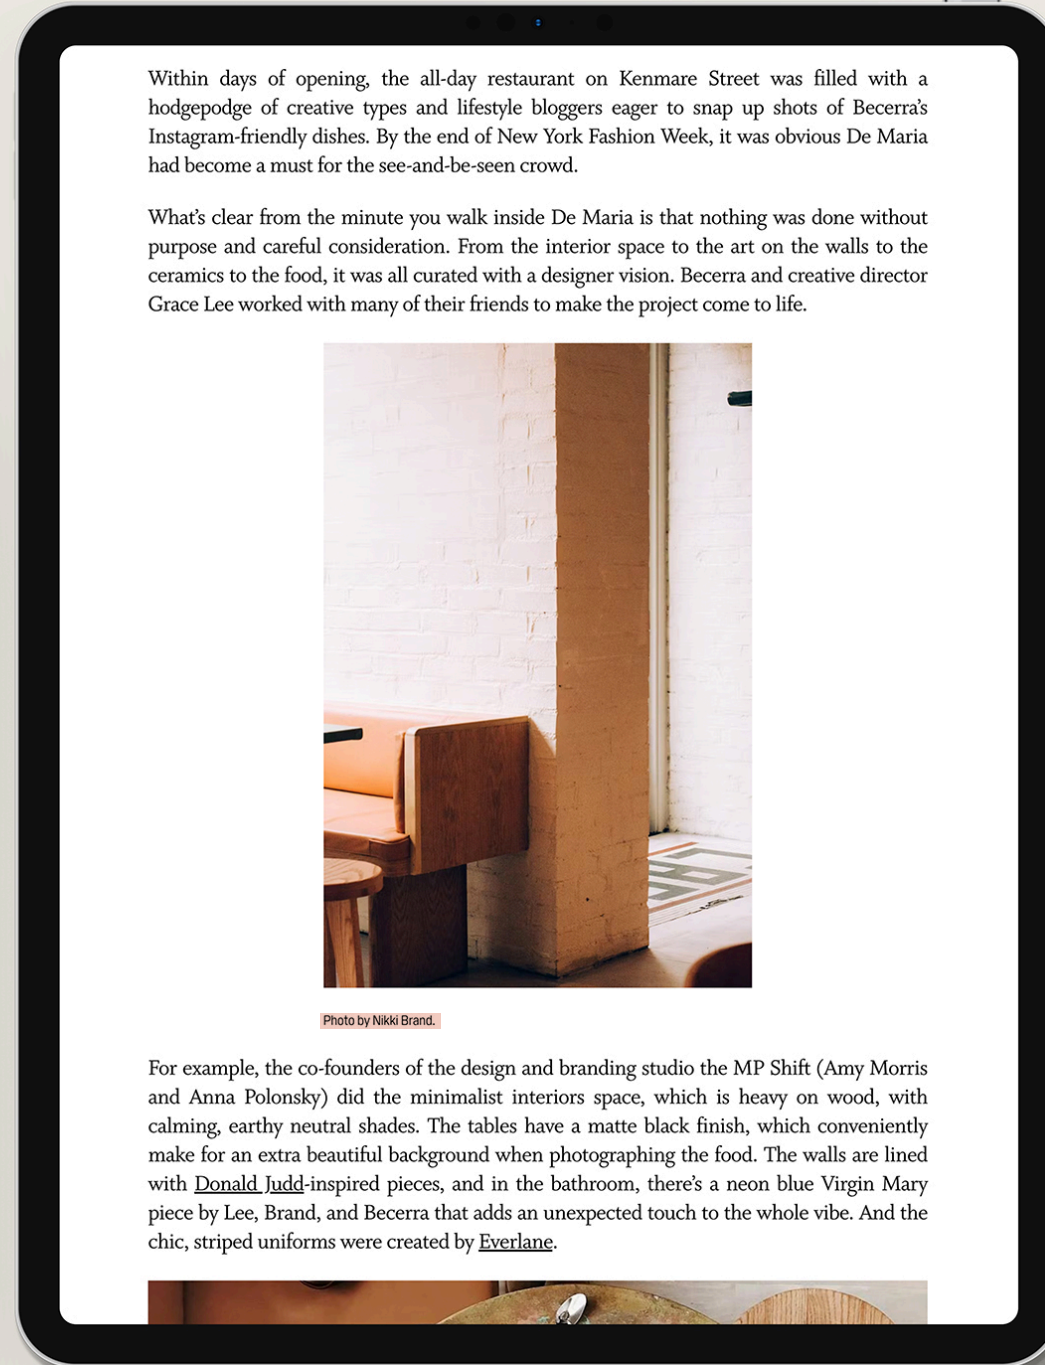 Within days of opening, the all-day restaurant on Kenmare Street was filled with a
hodgepodge of creative types and lifestyle bloggers eager to snap up shots of Becerra’s
Instagram-friendly dishes. By the end of New York Fashion Week, it was obvious De Maria
had become a must for the see-and-be-seen crowd.
What’s clear from the minute you walk inside De Maria is that nothing was done without
purpose and careful consideration. From the interior space to the art on the walls to the
ceramics to the food, it was all curated with a designer vision. Becerra and creative director
Grace Lee worked with many of their friends to make the project come to life.
Photo by Nikki Brand.
For example, the co-founders of the design and branding studio the MP Shift (Amy Morris
and Anna Polonsky) did the minimalist interiors space, which is heavy on wood, with
calming, earthy neutral shades. The tables have a matte black finish, which conveniently
make for an extra beautiful background when photographing the food. The walls are lined
with Donald Judd-inspired pieces, and in the bathroom, there’s a neon blue Virgin Mary
piece by Lee, Brand, and Becerra that adds an unexpected touch to the whole vibe. And the
chic, striped uniforms were created by Everlane.